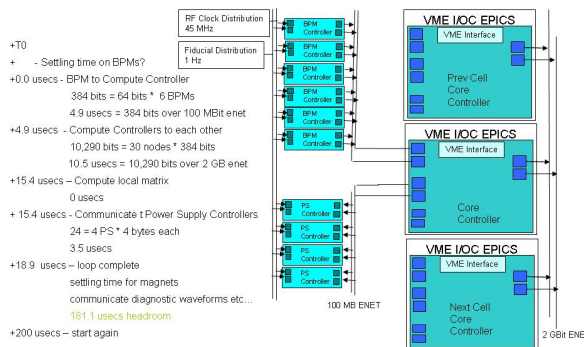 RF Clock Distribution
45 MHz
Fiducial Distribution
1 Hz
+T0
+ - Settling time on BPMs?
+0.0 usecs - BPM to Compute Controller
384 bits = 64 bits * 6 BPMs
4.9 usecs = 384 bits over 100 MBit enet
+4.9 usecs - Compute Controllers to each other
10,290 bits = 30 nodes * 384 bits
10.5 usecs = 10,290 bits over 2 GB enet
+15.4 usecs – Compute local matrix
0 usecs
+ 15.4 usecs - Communicate t Power Supply Controllers
24 = 4 PS * 4 bytes each
3.5 usecs
+18.9 usecs – loop complete
settling time for magnets
communicate diagnostic waveforms etc...
181.1 usecs headroom
+200 usecs – start again
BPM
Controller
BPM
Controller
BPM
Controller
BPM
Controller
BPM
Controller
BPM
Controller
PS
Controller
PS
Controller
PS
Controller
PS
Controller
100 MB ENET
VME I/OC EPICS
VME Interface
Prev Cell
Core
Controller
VME I/OC EPICS
VME Interface
Core
Controller
VME I/OC EPICS
VME Interface
Next Cell
Core
Controller
2 GBit ENE